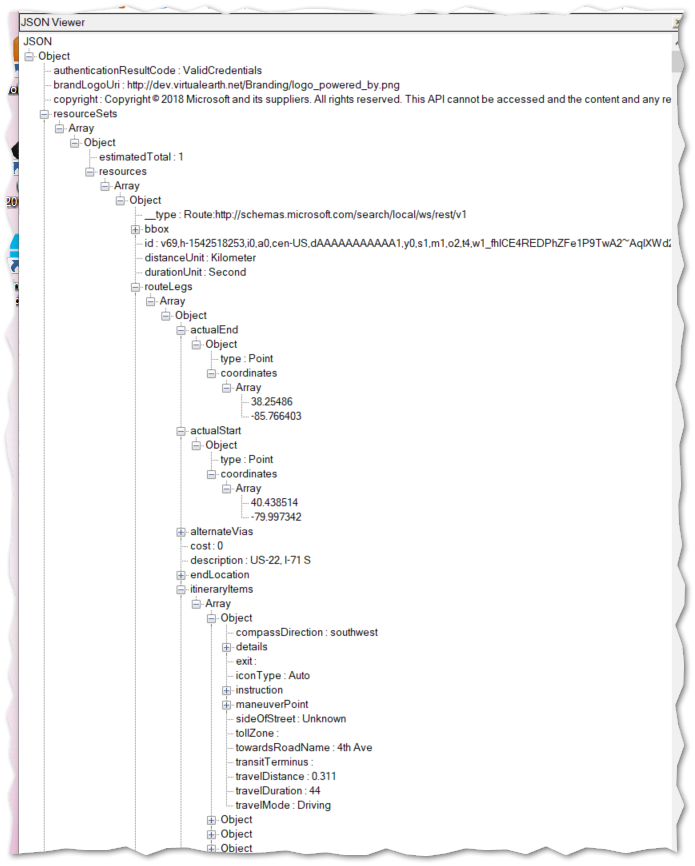 JSON Viewer
JSON
Object
authenticationResultCode : ValidCredentials
brandLogoUri : http://dev.virtualearth.net/Branding/logo_powered_by.png
copyright : Copyright © 2018 Microsoft and its suppliers. All rights reserved. This API cannot be accessed and the content and any re
resourceSets
Array
Object
estimatedTotal : 1
resources
Array
Object
__type : Route:http://schemas.microsoft.com/search/local/ws/rest/v1
bbox
id : v69,h-1542518253,i0,a0,cen-US,dAAAAAAAAAAA1,y0,s1,m1,o2,t4,w1_fhICE4REDPhZFe1P9TwA2~AqIXWd2
distanceUnit : Kilometer
durationUnit : Second
routeLegs
Array
Object
actualEnd
Object
type : Point
coordinates
Array
38.25486
-85.766403
actualStart
Object
type : Point
coordinates
Array
40.438514
-79.997342
alternateVias
cost : 0
description : US-22, I-71 S
endLocation
itineraryItems
Array
Object
compassDirection : southwest
details
exit :
iconType : Auto
instruction
maneuverPoint
sideOfStreet : Unknown
tollZone :
towardsRoadName : 4th Ave
transitTerminus :
travelDistance : 0.311
travelDuration : 44
travelMode : Driving
Object
Object
Object